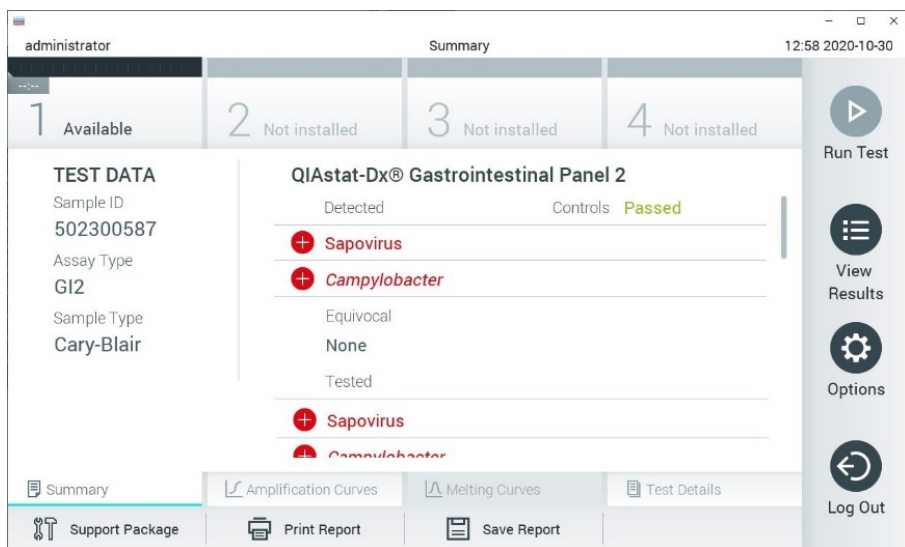 administrator
Summary
12:58 2020-10-30
--:--
1 Available
2 Not installed
3 Not installed
4 Not installed
TEST DATA
Sample ID
502300587
Assay Type
GI2
Sample Type
Cary-Blair
QIAstat-Dx® Gastrointestinal Panel 2
Detected
Controls Passed
Sapovirus
Campylobacter
Equivocal
None
Tested
Sapovirus
Campylobacter
Run Test
View
Results
Options
Log Out
Summary
Amplification Curves
Melting Curves
Test Details
Support Package
Print Report
Save Report